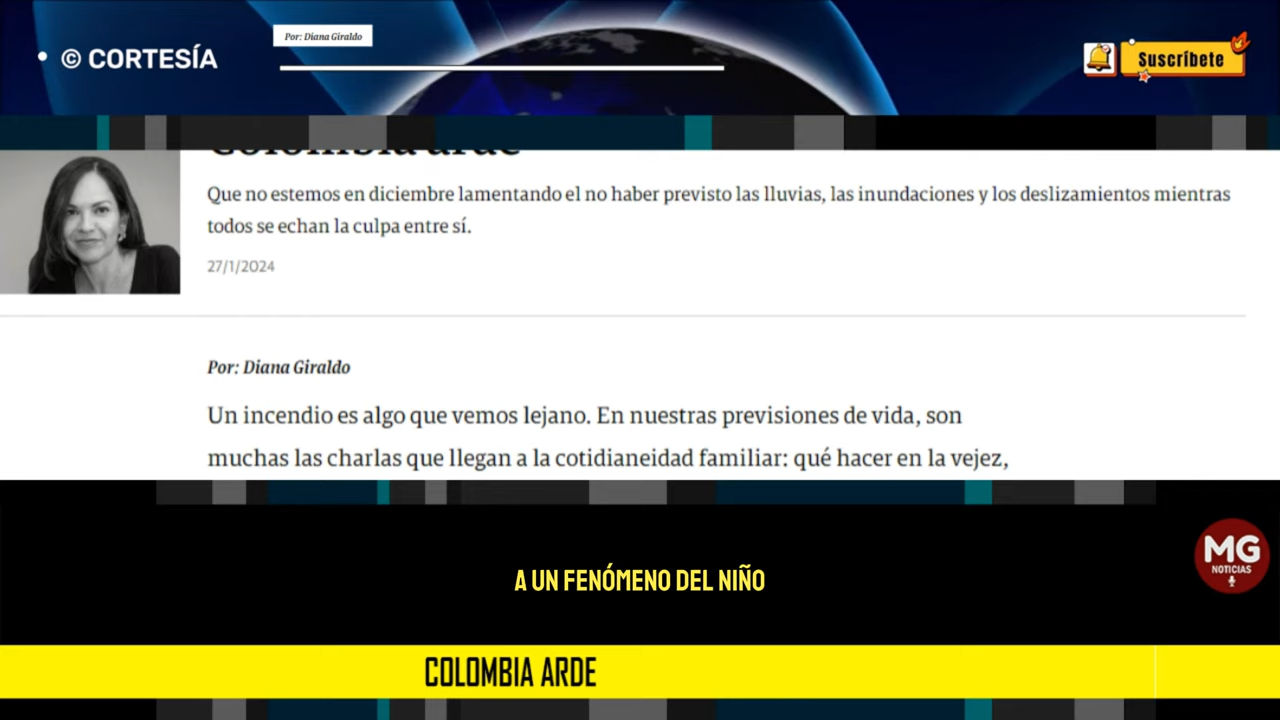 © CORTESÍA
Por: Diana Giraldo
Suscríbete
Colombia arde
Que no estemos en diciembre lamentando el no haber previsto las lluvias, las inundaciones y los deslizamientos mientras
todos se echan la culpa entre sí.
27/1/2024
Por: Diana Giraldo
Un incendio es algo que vemos lejano. En nuestras previsiones de vida, son
muchas las charlas que llegan a la cotidianeidad familiar: qué hacer en la vejez,
MG
NOTICIAS
A UN FENÓMENO DEL NIÑO
COLOMBIA ARDE